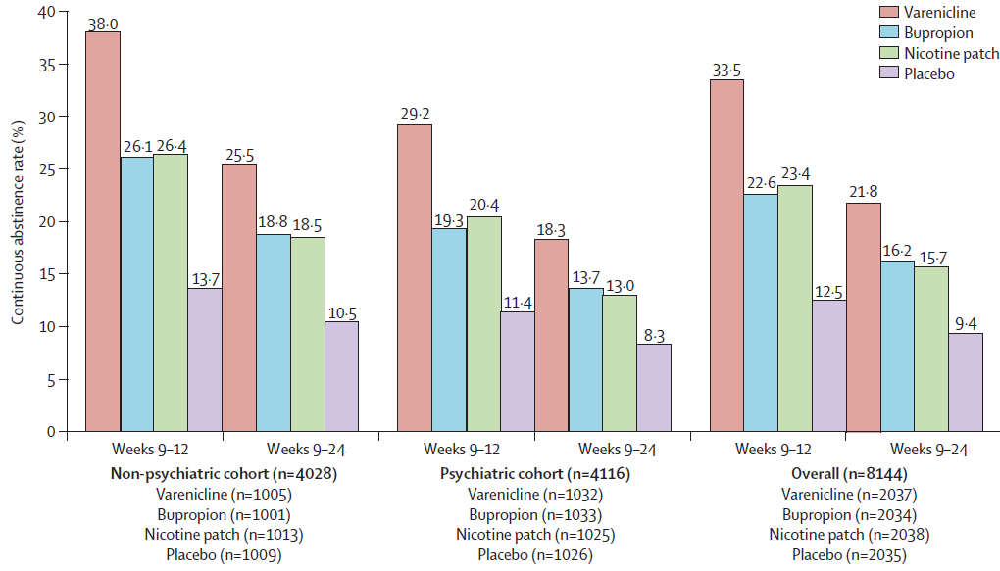 Varenicline
Bupropion
Nicotine patch
Placebo
Continuous abstinence rate (%)
40
35
30
25
20
15
10
5
0
38·0
26·1
26·4
13·7
25·5
18·8
18·5
10·5
29·2
19·3
20·4
11·4
18·3
13·7
13·0
8·3
33·5
22·6
23·4
12·5
21·8
16·2
15·7
9·4
Weeks 9–12
Weeks 9–24
Non-psychiatric cohort (n=4028)
Varenicline (n=1005)
Bupropion (n=1001)
Nicotine patch (n=1013)
Placebo (n=1009)
Weeks 9–12
Weeks 9–24
Psychiatric cohort (n=4116)
Varenicline (n=1032)
Bupropion (n=1033)
Nicotine patch (n=1025)
Placebo (n=1026)
Weeks 9–12
Weeks 9–24
Overall (n=8144)
Varenicline (n=2037)
Bupropion (n=2034)
Nicotine patch (n=2038)
Placebo (n=2035)